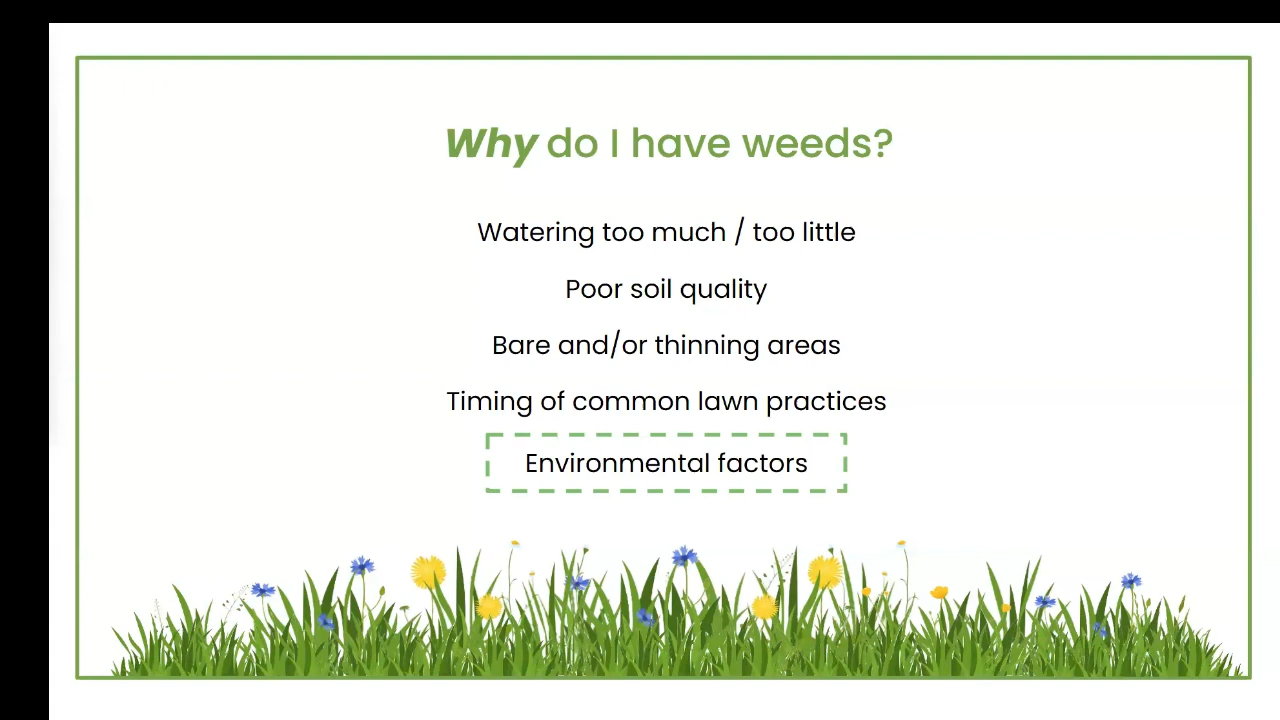 Why do I have weeds?
Watering too much / too little
Poor soil quality
Bare and/or thinning areas
Timing of common lawn practices
Environmental factors